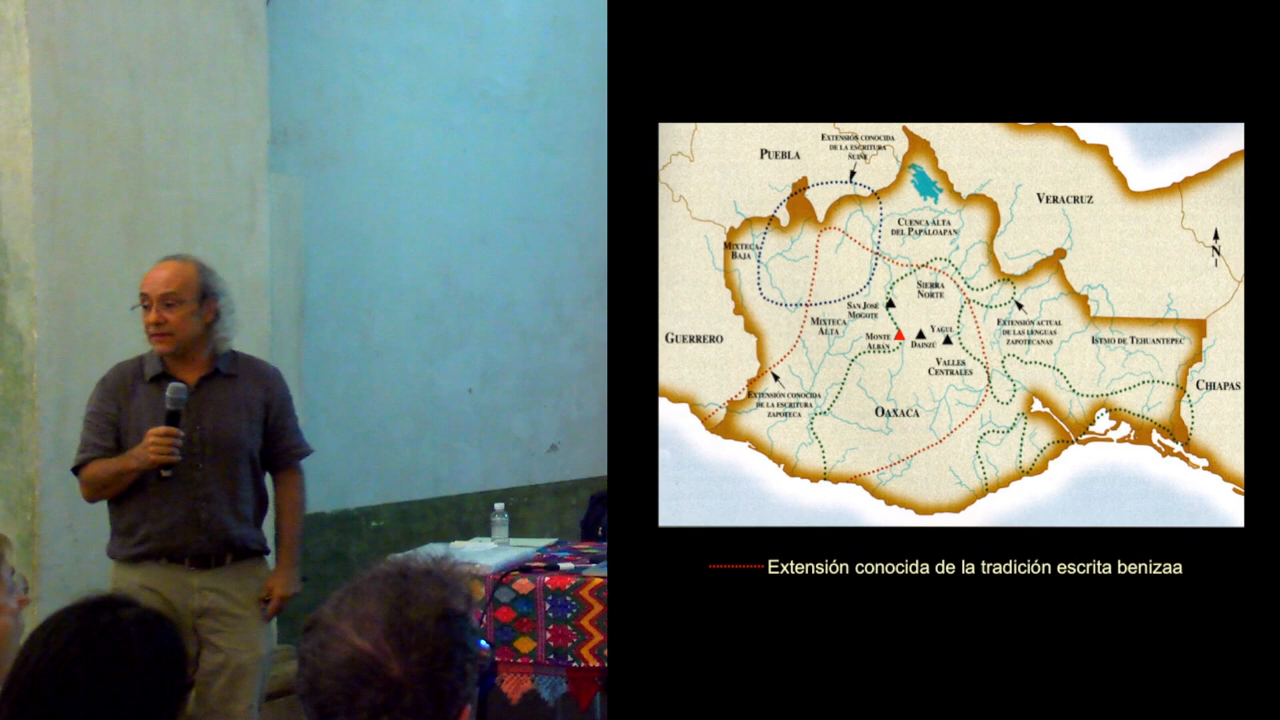 EXTENSIÓN CONOCIDA
DE LA ESCRITURA
ÑUIÑE
PUEBLA
VERACRUZ
CUENCA ALTA
DEL PAPALOAPAN
MIXTECA
BAJA
N
SIERRA
NORTE
SAN JOSÉ
MOGOTE
MIXTECA
ALTA
EXTENSIÓN ACTUAL
DE LAS LENGUAS
ZAPOTECANAS
GUERRERO
MONTE
ALBÁN
DAINZÚ
YAGUL
ISTMO DE TEHUANTEPEC
VALLES
CENTRALES
CHIAPAS
EXTENSIÓN CONOCIDA
DE LA ESCRITURA
ZAPOTECA
OAXACA
Extensión conocida de la tradición escrita benizaa